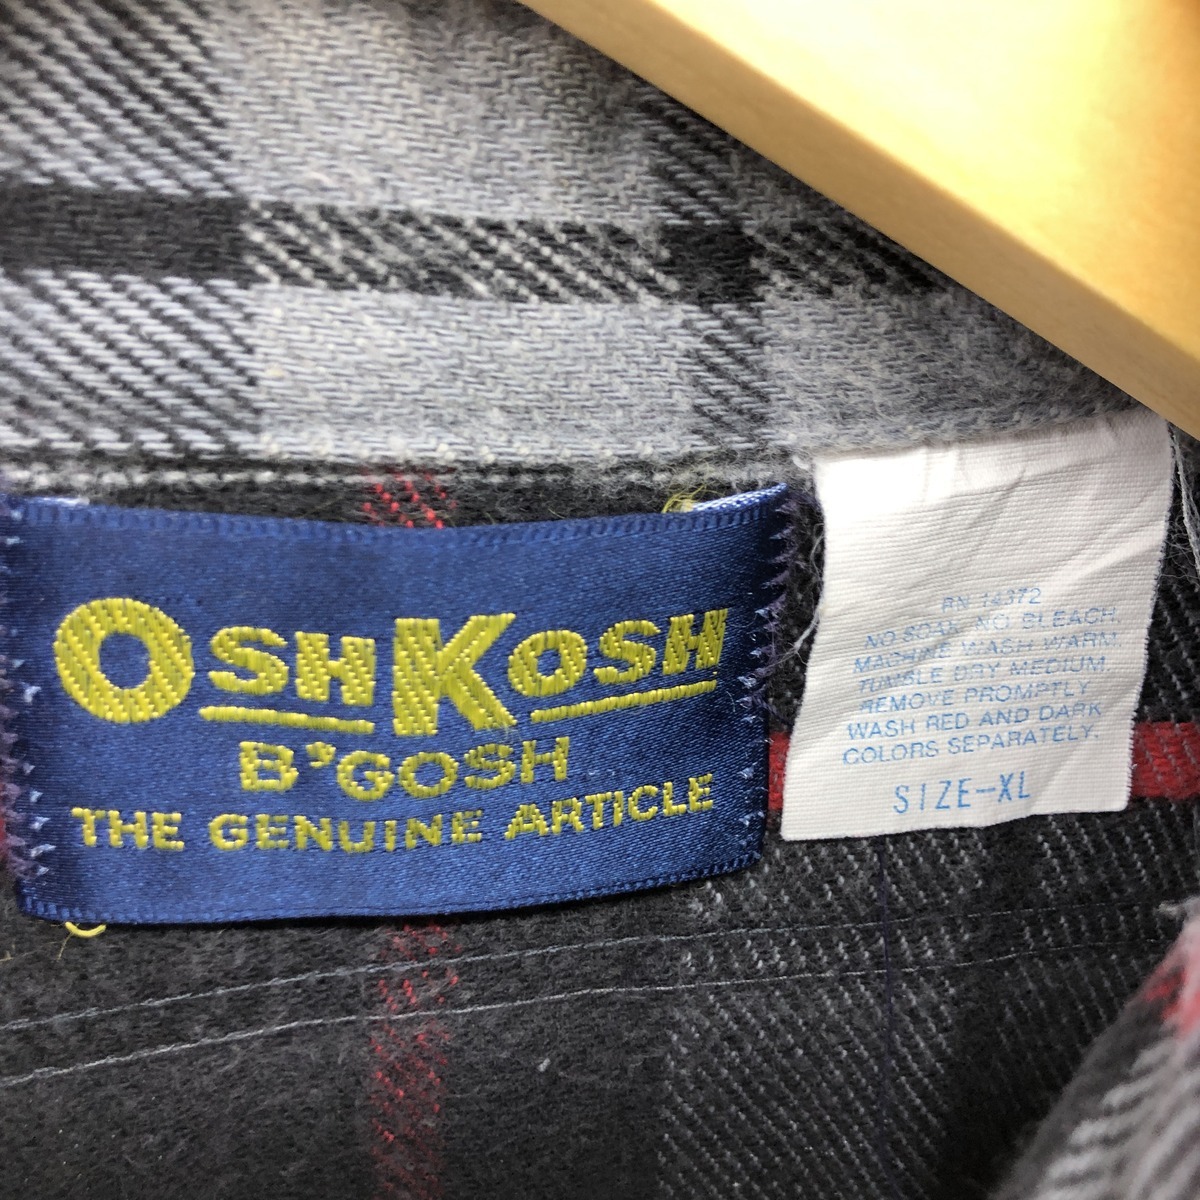 OSHKOSH
B'GOSH
THE GENUINE ARTICLE
RN 14372
NO SOAK, NO BLEACH,
MACHINE WASH WARM,
TUMBLE DRY MEDIUM,
REMOVE PROMPTLY
WASH RED AND DARK
COLORS SEPARATELY.
SIZE-XL